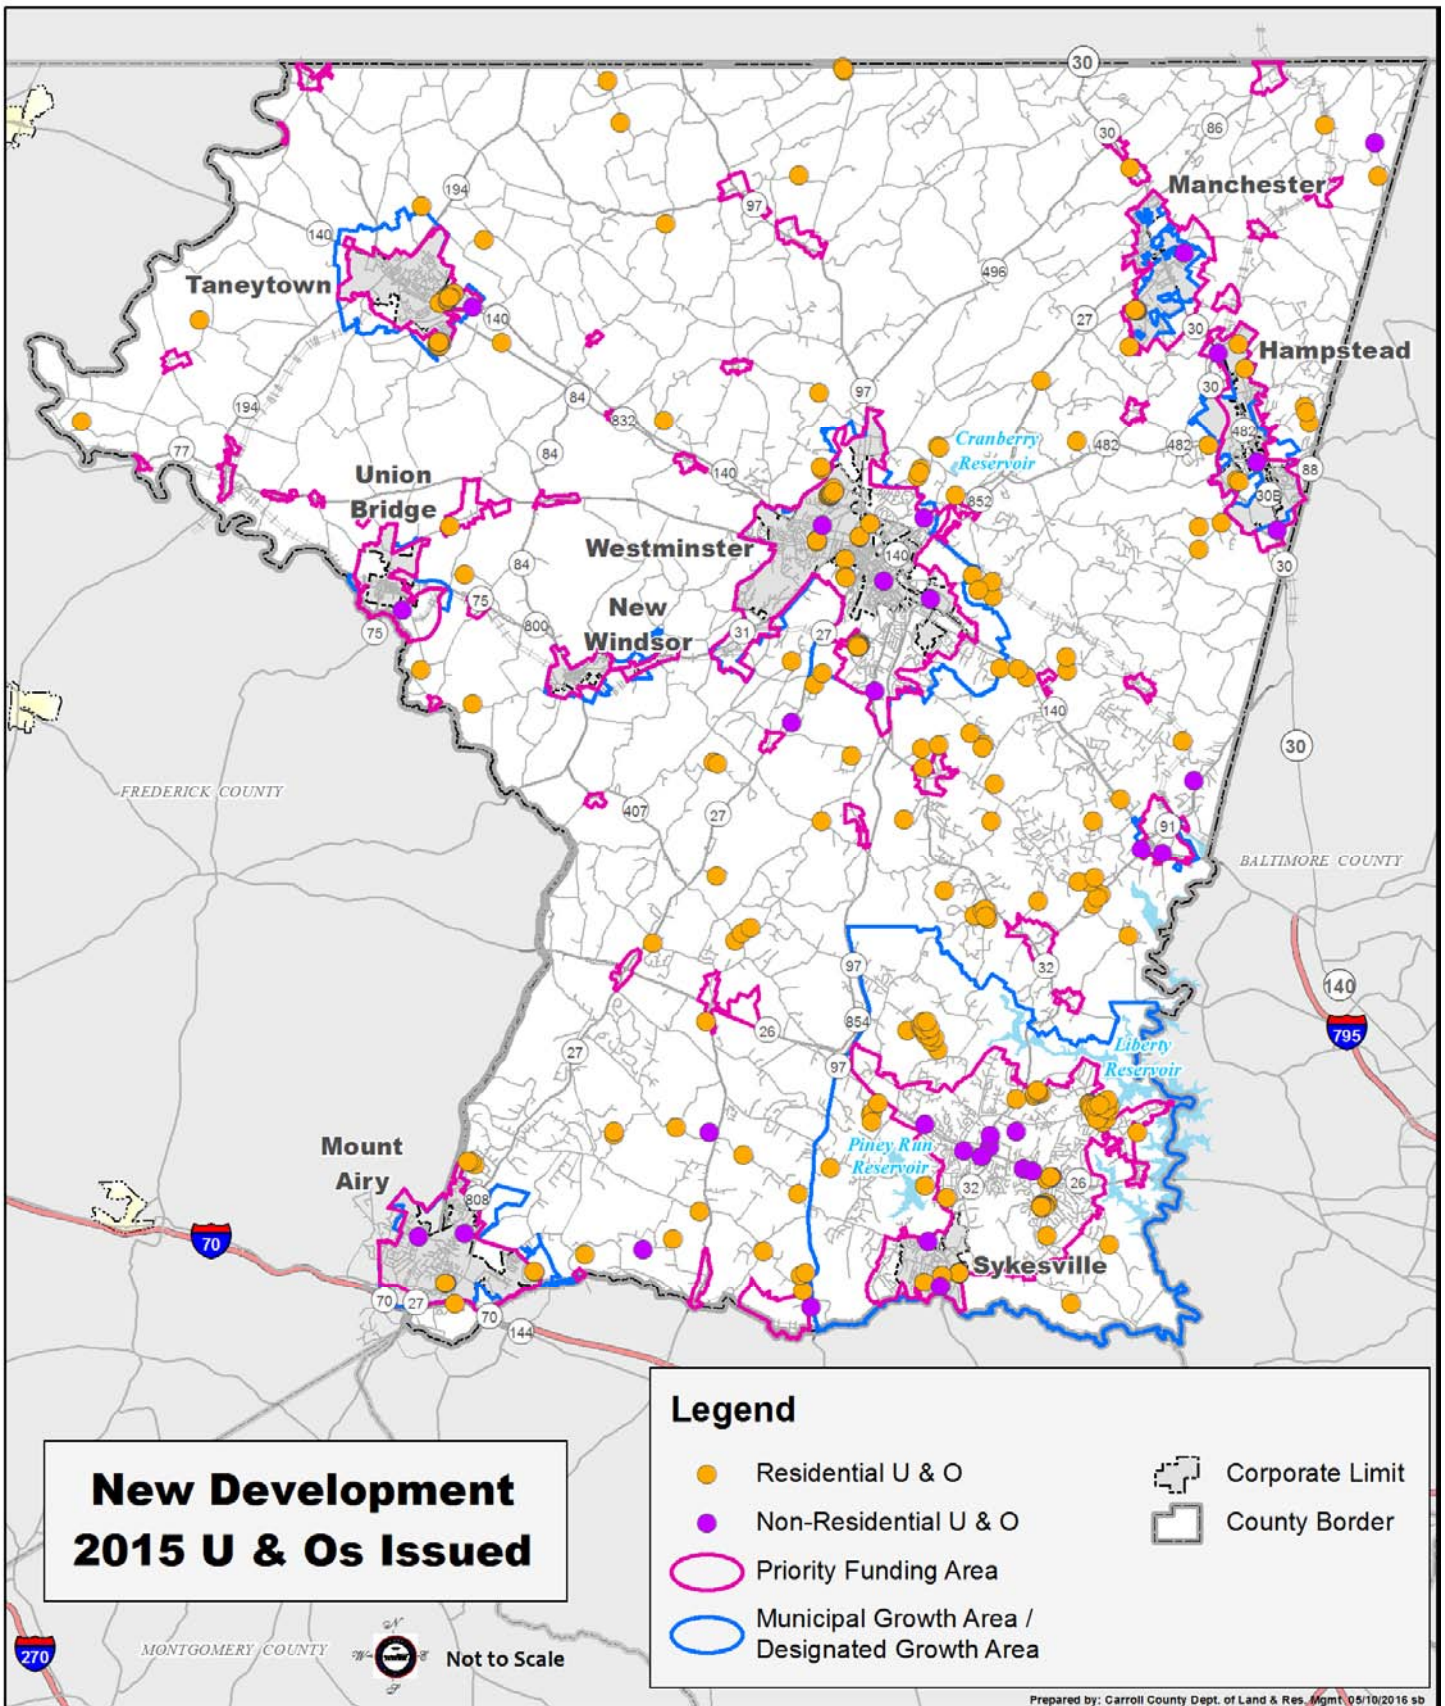 30
30
86
Manchester
194
97
140
496
Taneytown
140
27
30
Hampstead
30
97
84
194
832
Cranberry
Reservoir
482
482
482
77
84
140
88
Union
Bridge
852
30B
Westminster
140
84
30
75
New
Windsor
800
75
31
27
140
30
FREDERICK COUNTY
407
27
91
BALTIMORE COUNTY
97
32
140
795
854
26
27
97
Liberty
Reservoir
Mount
Airy
Piney Run
Reservoir
32
26
808
70
Sykesville
70
27
70
144
Legend
Residential U & O
Corporate Limit
Non-Residential U & O
County Border
Priority Funding Area
Municipal Growth Area /
Designated Growth Area
New Development
2015 U & Os Issued
270
MONTGOMERY COUNTY
N
W
E
S
Not to Scale
Prepared by: Carroll County Dept. of Land & Res. Mgmt 05/10/2016 sb